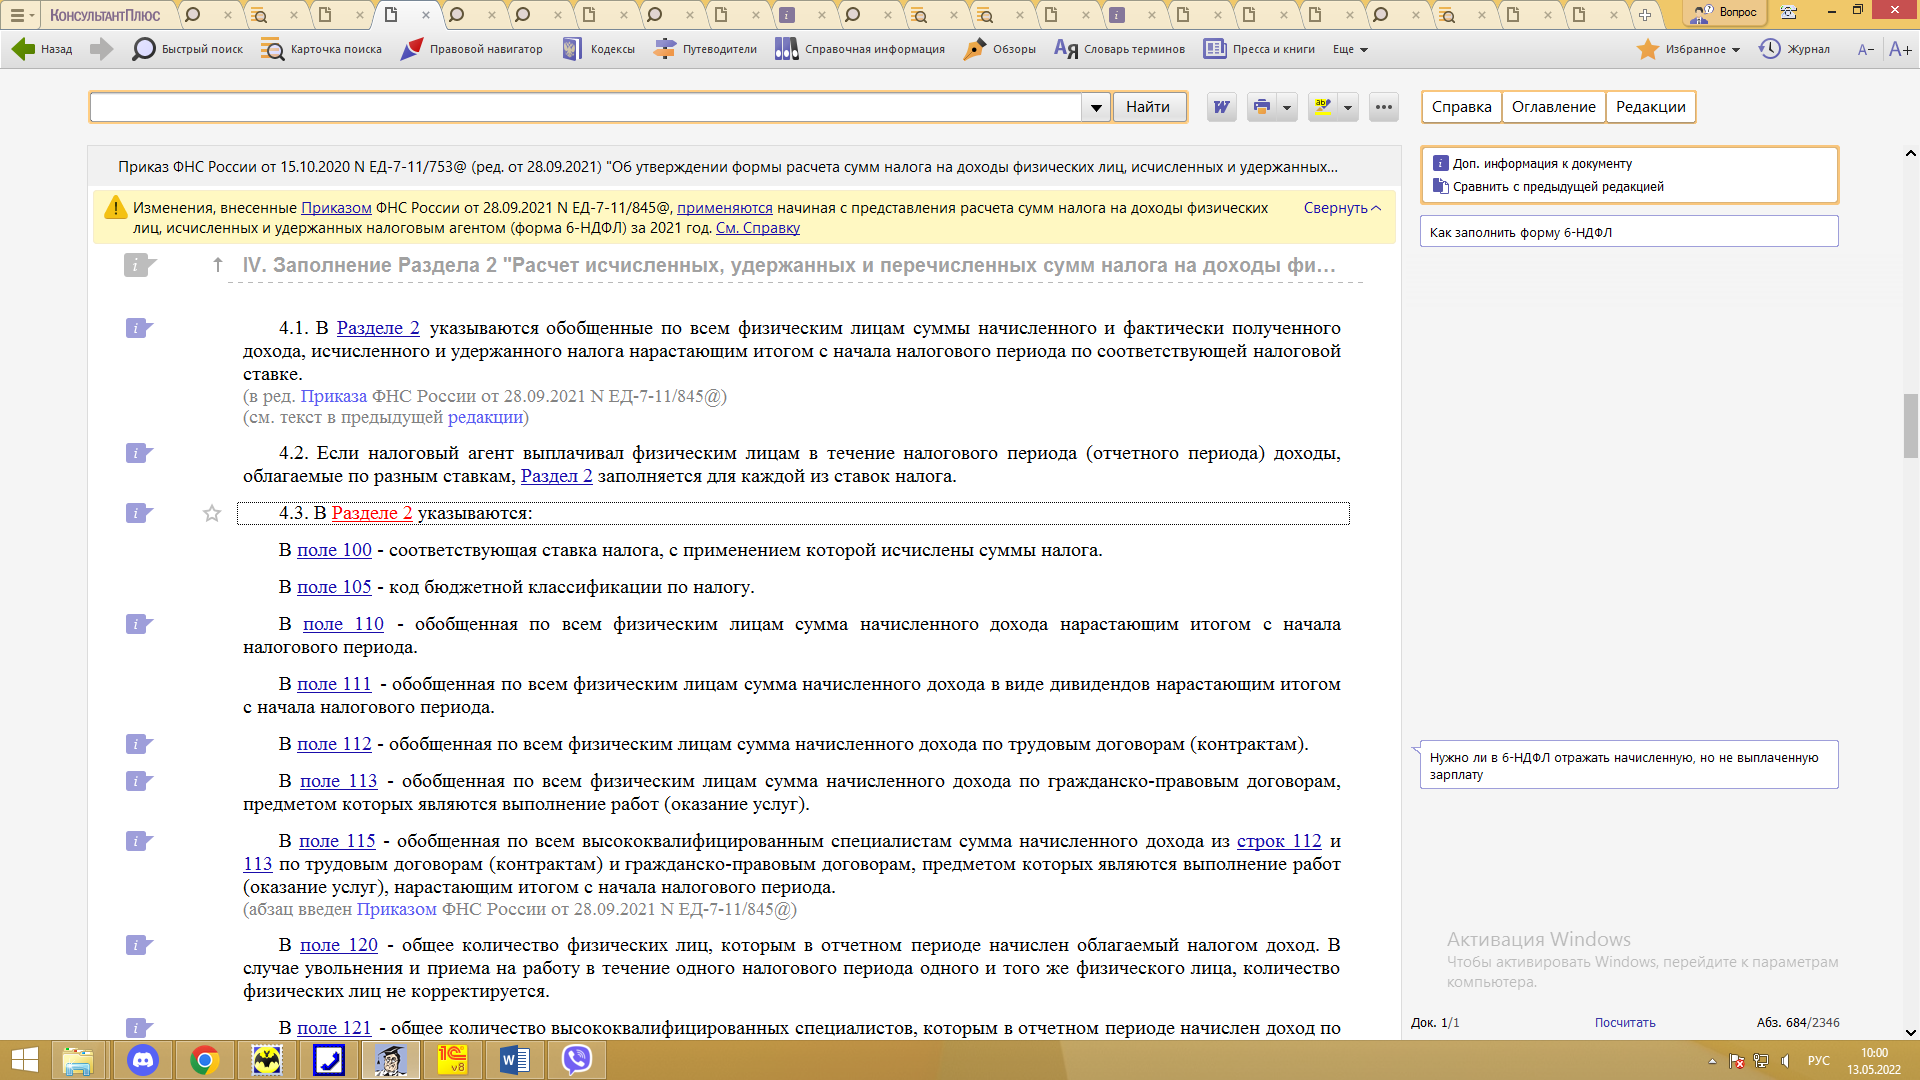 КонсультантПлюс
Вопрос
Назад
Быстрый поиск
Карточка поиска
Правовой навигатор
Кодексы
Путеводители
Справочная информация
Обзоры
Словарь терминов
Пресса и книги
Еще
Избранное
Журнал
A−
A+
Найти
Справка
Оглавление
Редакции
Приказ ФНС России от 15.10.2020 N ЕД-7-11/753@ (ред. от 28.09.2021) "Об утверждении формы расчета сумм налога на доходы физических лиц, исчисленных и удержанных...
Изменения, внесенные Приказом ФНС России от 28.09.2021 N ЕД-7-11/845@, применяются начиная с представления расчета сумм налога на доходы физических
лиц, исчисленных и удержанных налоговым агентом (форма 6-НДФЛ) за 2021 год. См. Справку
Свернуть
IV. Заполнение Раздела 2 "Расчет исчисленных, удержанных и перечисленных сумм налога на доходы фи...
4.1. В Разделе 2 указываются обобщенные по всем физическим лицам суммы начисленного и фактически полученного
дохода, исчисленного и удержанного налога нарастающим итогом с начала налогового периода по соответствующей налоговой
ставке.
(в ред. Приказа ФНС России от 28.09.2021 N ЕД-7-11/845@)
(см. текст в предыдущей редакции)
4.2. Если налоговый агент выплачивал физическим лицам в течение налогового периода (отчетного периода) доходы,
облагаемые по разным ставкам, Раздел 2 заполняется для каждой из ставок налога.
4.3. В Разделе 2 указываются:
В поле 100 - соответствующая ставка налога, с применением которой исчислены суммы налога.
В поле 105 - код бюджетной классификации по налогу.
В поле 110 - обобщенная по всем физическим лицам сумма начисленного дохода нарастающим итогом с начала
налогового периода.
В поле 111 - обобщенная по всем физическим лицам сумма начисленного дохода в виде дивидендов нарастающим итогом
с начала налогового периода.
В поле 112 - обобщенная по всем физическим лицам сумма начисленного дохода по трудовым договорам (контрактам).
В поле 113 - обобщенная по всем физическим лицам сумма начисленного дохода по гражданско-правовым договорам,
предметом которых являются выполнение работ (оказание услуг).
В поле 115 - обобщенная по всем высококвалифицированным специалистам сумма начисленного дохода из строк 112 и
113 по трудовым договорам (контрактам) и гражданско-правовым договорам, предметом которых являются выполнение работ
(оказание услуг), нарастающим итогом с начала налогового периода.
(абзац введен Приказом ФНС России от 28.09.2021 N ЕД-7-11/845@)
В поле 120 - общее количество физических лиц, которым в отчетном периоде начислен облагаемый налогом доход. В
случае увольнения и приема на работу в течение одного налогового периода одного и того же физического лица, количество
физических лиц не корректируется.
В поле 121 - общее количество высококвалифицированных специалистов, которым в отчетном периоде начислен доход по
Доп. информация к документу
Сравнить с предыдущей редакцией
Как заполнить форму 6-НДФЛ
Нужно ли в 6-НДФЛ отражать начисленную, но не выплаченную
зарплату
Активация Windows
Чтобы активировать Windows, перейдите к параметрам
компьютера.
Док. 1/1
Посчитать
Абз. 684/2346
РУС
10:00
13.05.2022